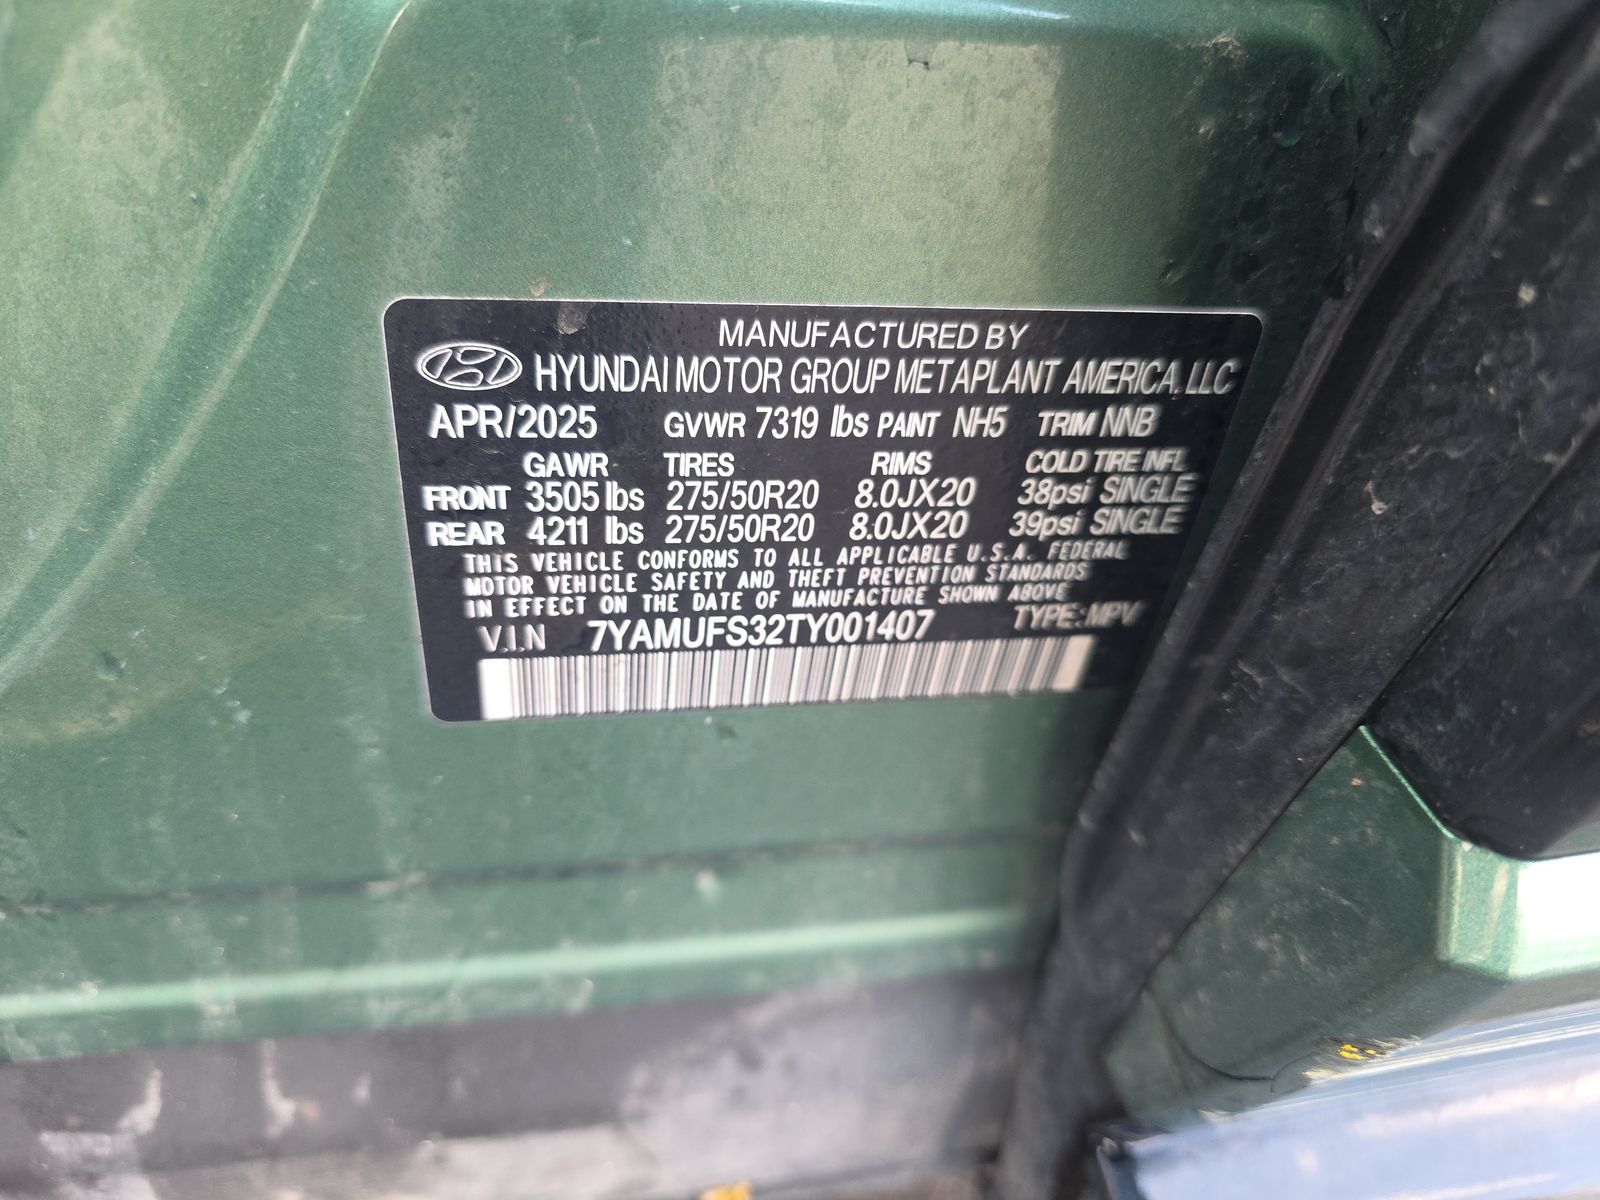 MANUFACTURED BY
HYUNDAI MOTOR GROUP METAPLANT AMERICA, LLC
APR/2025 GVWR 7319 lbs PAINT NH5 TRIM NNB
GAWR TIRES RIMS COLD TIRE INFL
FRONT 3505 lbs 275/50R20 8.0JX20 38psi SINGLE
REAR 4211 lbs 275/50R20 8.0JX20 39psi SINGLE
THIS VEHICLE CONFORMS TO ALL APPLICABLE U.S.A. FEDERAL
MOTOR VEHICLE SAFETY AND THEFT PREVENTION STANDARDS
IN EFFECT ON THE DATE OF MANUFACTURE SHOWN ABOVE
V.I.N 7YAMUFS32TY001407 TYPE:MPV